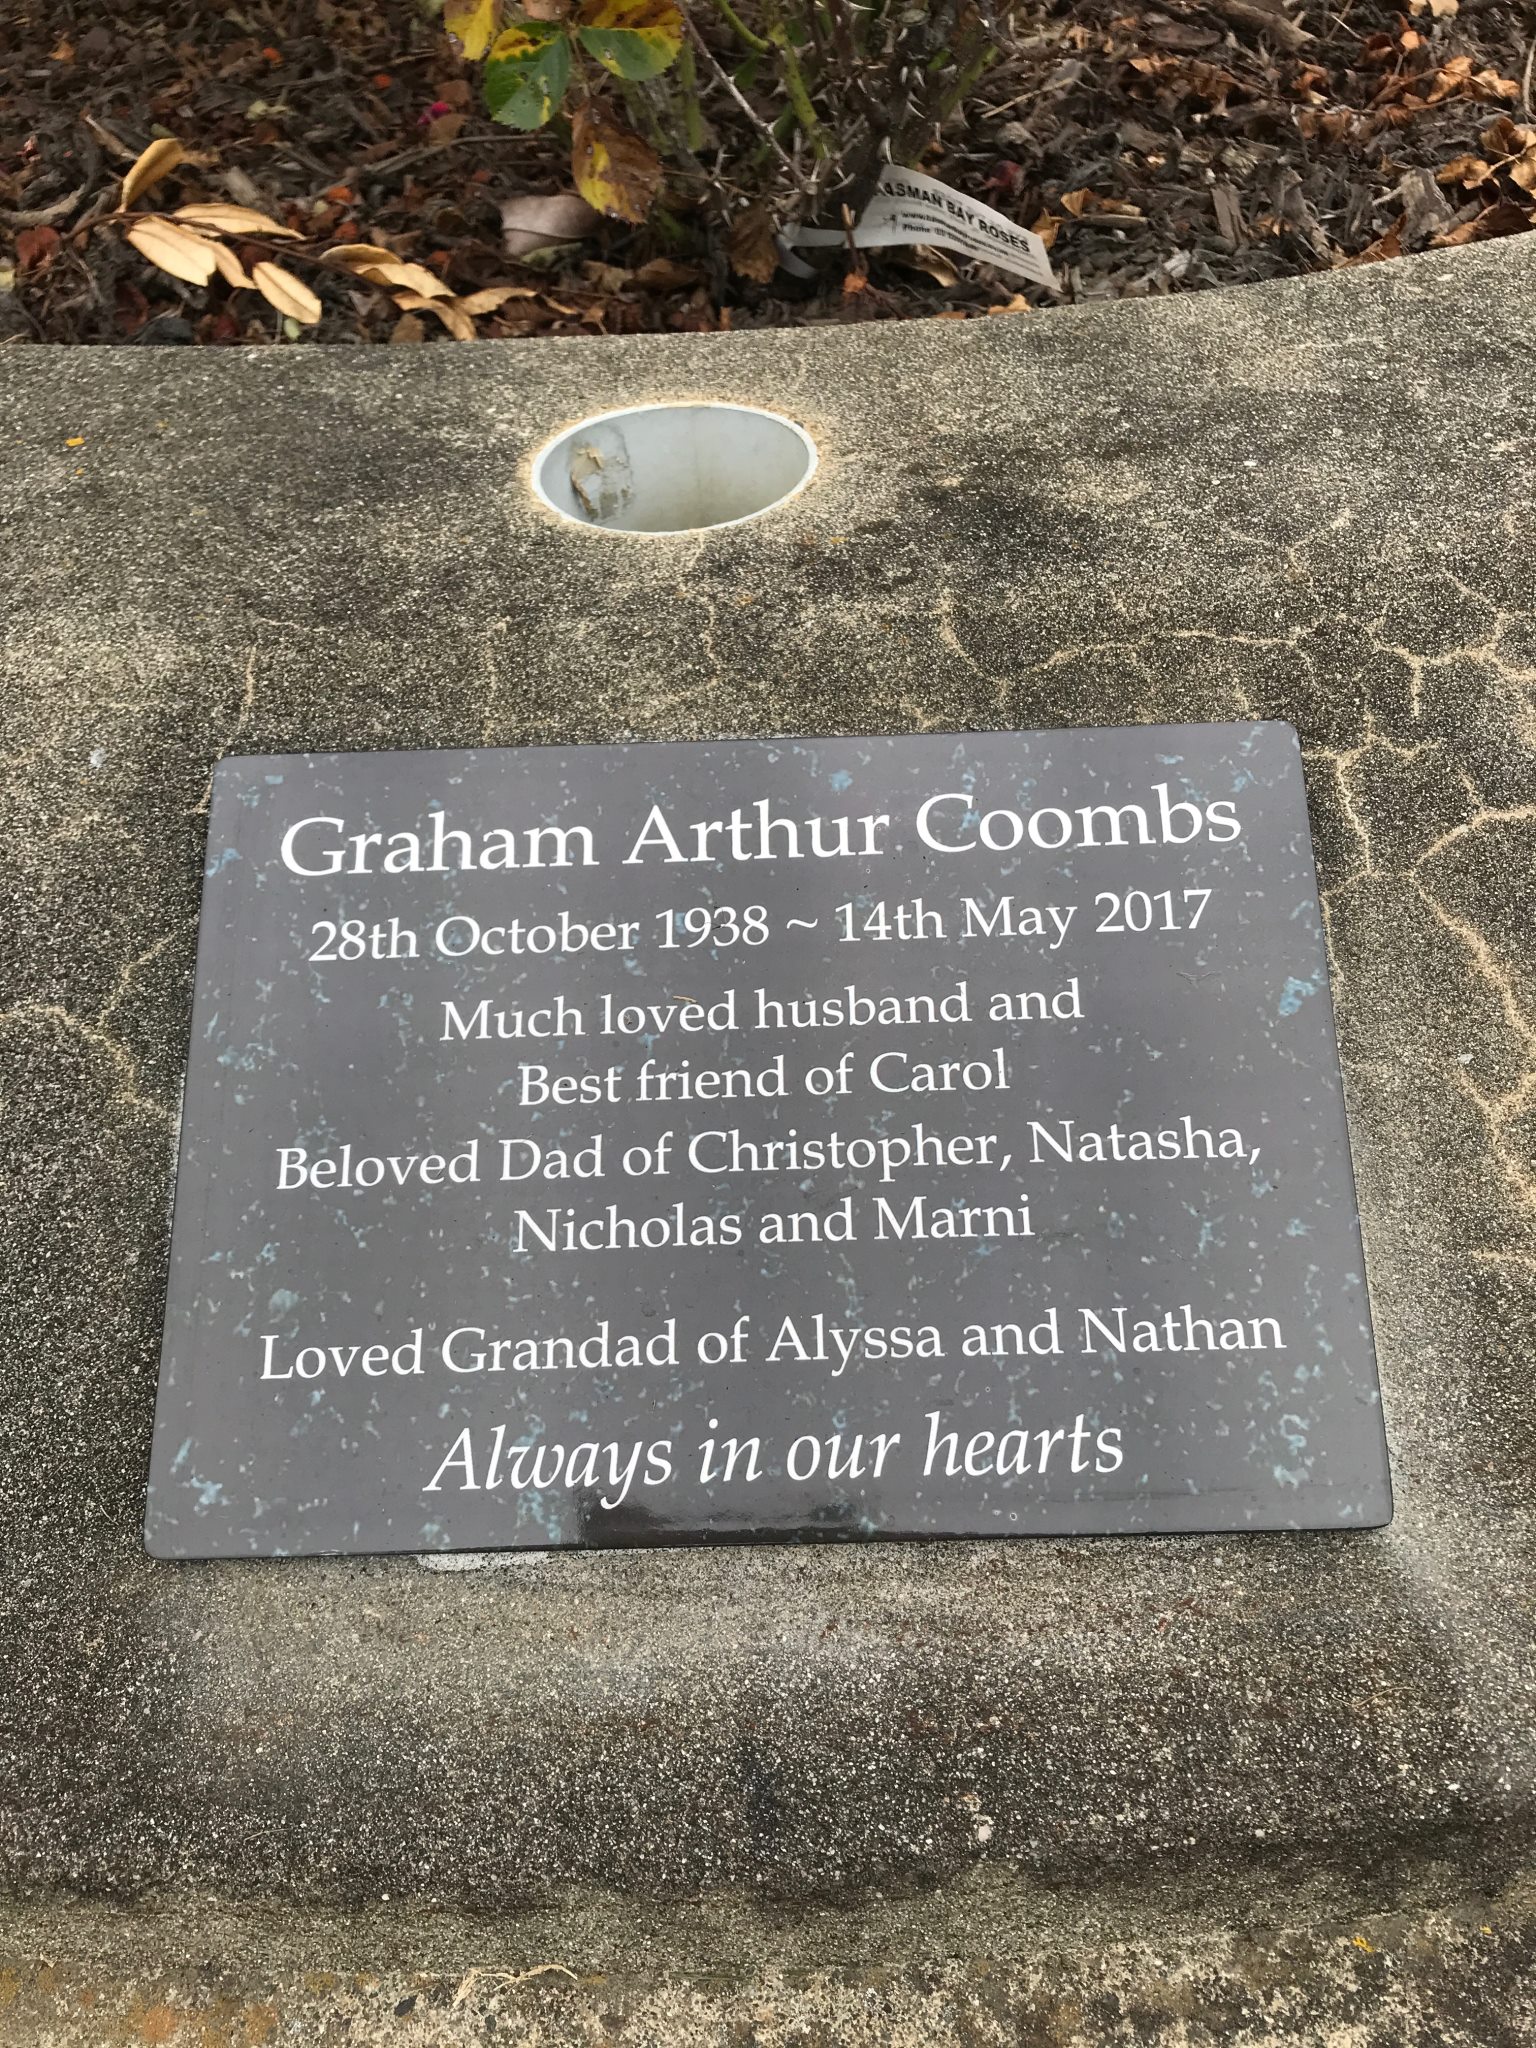 ASMAN BAY ROSES
Graham Arthur Coombs
28th October 1938 ~ 14th May 2017
Much loved husband and
Best friend of Carol
Beloved Dad of Christopher, Natasha,
Nicholas and Marni
Loved Grandad of Alyssa and Nathan
Always in our hearts